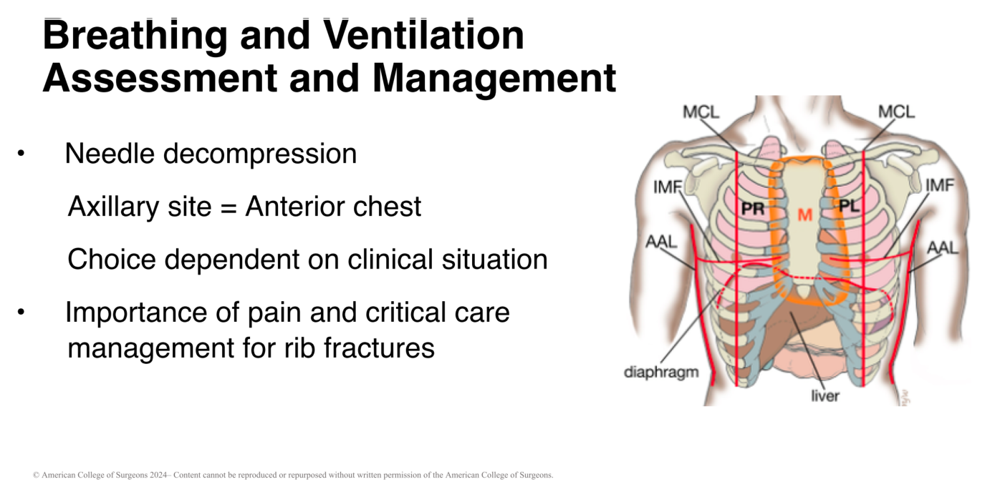 Breathing and Ventilation
Assessment and Management
• Needle decompression
Axillary site = Anterior chest
Choice dependent on clinical situation
• Importance of pain and critical care
management for rib fractures
MCL
MCL
IMF
IMF
PR
M
PL
AAL
AAL
diaphragm
liver
© American College of Surgeons 2024– Content cannot be reproduced or repurposed without written permission of the American College of Surgeons.